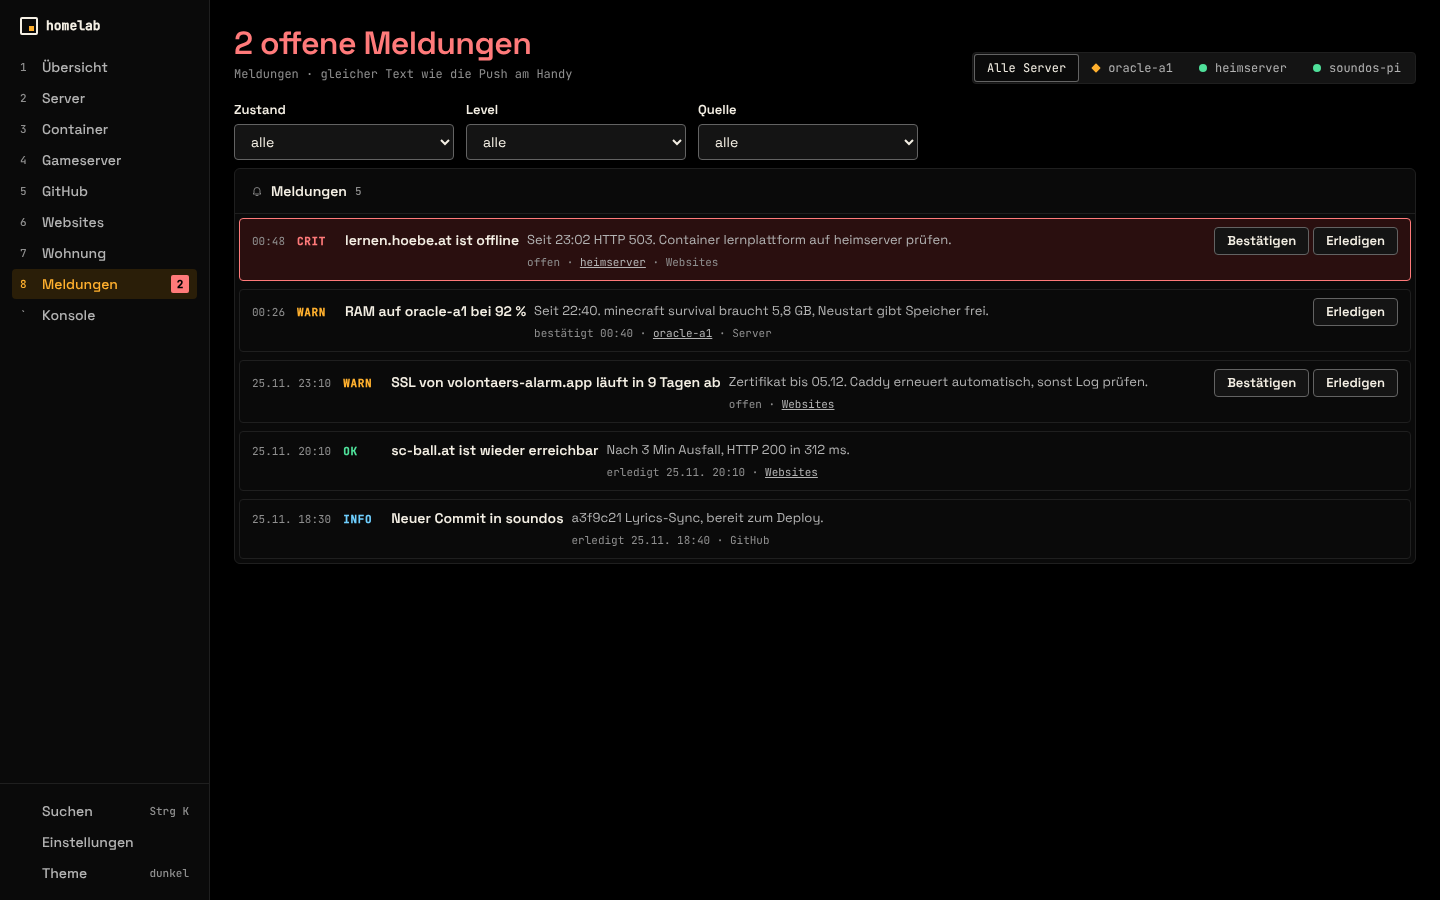 homelab
1 Übersicht
2 Server
3 Container
4 Gameserver
5 GitHub
6 Websites
7 Wohnung
8 Meldungen 2
` Konsole
Suchen Strg K
Einstellungen
Theme dunkel
2 offene Meldungen
Meldungen · gleicher Text wie die Push am Handy
Alle Server oracle-a1 heimserver soundos-pi
Zustand Level Quelle
alle alle alle
Meldungen 5
00:48 CRIT lernen.hoebe.at ist offline Seit 23:02 HTTP 503. Container lernplattform auf heimserver prüfen. Bestätigen Erledigen
offen · heimserver · Websites
00:26 WARN RAM auf oracle-a1 bei 92 % Seit 22:40. minecraft survival braucht 5,8 GB, Neustart gibt Speicher frei. Erledigen
bestätigt 00:40 · oracle-a1 · Server
25.11. 23:10 WARN SSL von volontaers-alarm.app läuft in 9 Tagen ab Zertifikat bis 05.12. Caddy erneuert automatisch, sonst Log prüfen. Bestätigen Erledigen
offen · Websites
25.11. 20:10 OK sc-ball.at ist wieder erreichbar Nach 3 Min Ausfall, HTTP 200 in 312 ms.
erledigt 25.11. 20:10 · Websites
25.11. 18:30 INFO Neuer Commit in soundos a3f9c21 Lyrics-Sync, bereit zum Deploy.
erledigt 25.11. 18:40 · GitHub